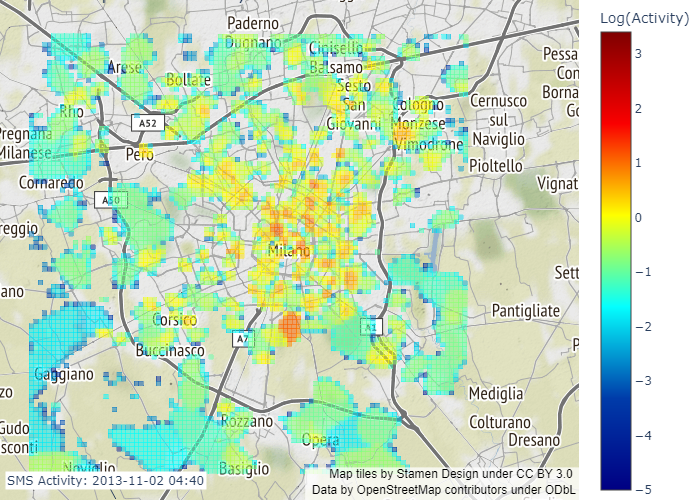 Paderno
Dugnano
Cinisello
Balsamo
Arese
Bollate
Sesto
San
Giovanni
Cologno
Monzese
Vimodrone
Cernusco
sul
Naviglio
Pioltello
Pessa
Con
Borna
Go
Vignat
Rho
A52
Pregnana
Milanese
Pero
Cornaredo
A50
reggio
Milano
Sett
ano
Pantigliate
Corsico
A7
A1
Buccinasco
P
Gaggiano
zo
Mediglia
Rozzano
Colturano
Gudo
sconti
Opera
Dresano
Noviglio
Basiglio
SMS Activity: 2013-11-02 04:40
Map tiles by Stamen Design under CC BY 3.0
Data by OpenStreetMap contributors under ODbL
Log(Activity)
3
2
1
0
−1
−2
−3
−4
−5